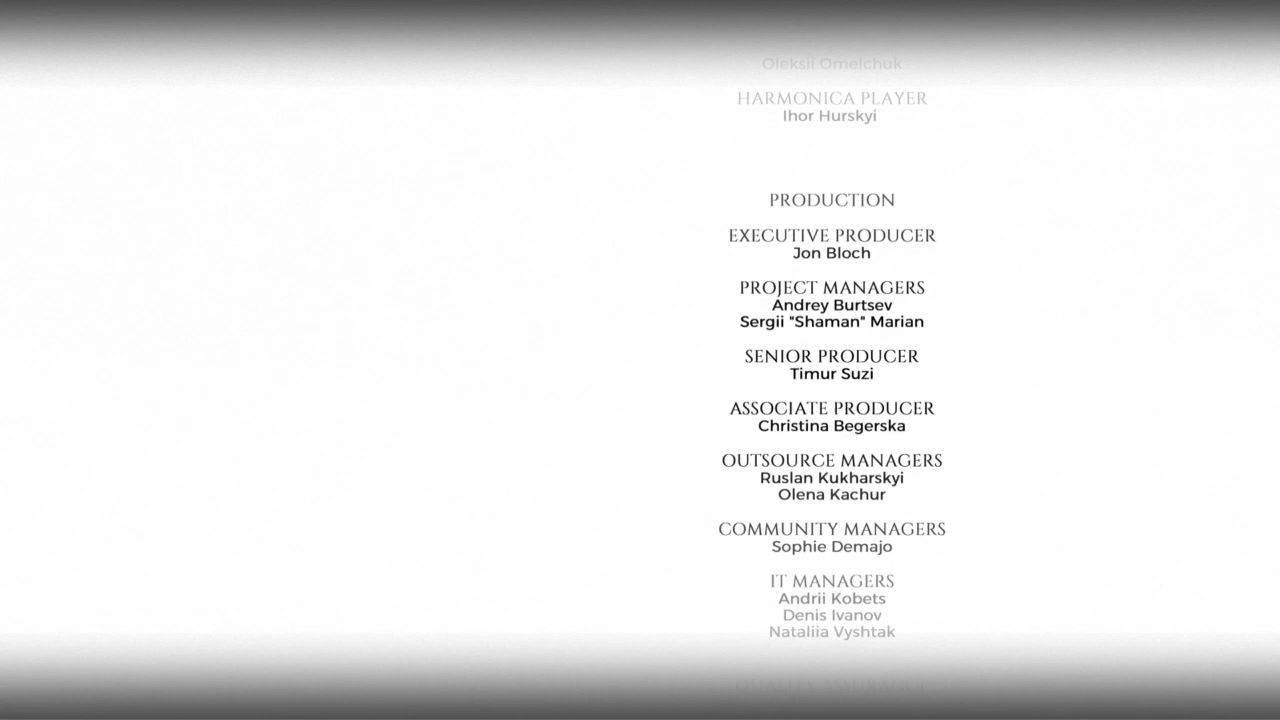 Oleksii Omelchuk
HARMONICA PLAYER
Ihor Hurskyi
PRODUCTION
EXECUTIVE PRODUCER
Jon Bloch
PROJECT MANAGERS
Andrey Burtsev
Sergii "Shaman" Marian
SENIOR PRODUCER
Timur Suzi
ASSOCIATE PRODUCER
Christina Begerska
OUTSOURCE MANAGERS
Ruslan Kukharskyi
Olena Kachur
COMMUNITY MANAGERS
Sophie Demajo
IT MANAGERS
Andrii Kobets
Denis Ivanov
Nataliia Vyshtak
QUALITY ASSURANCE